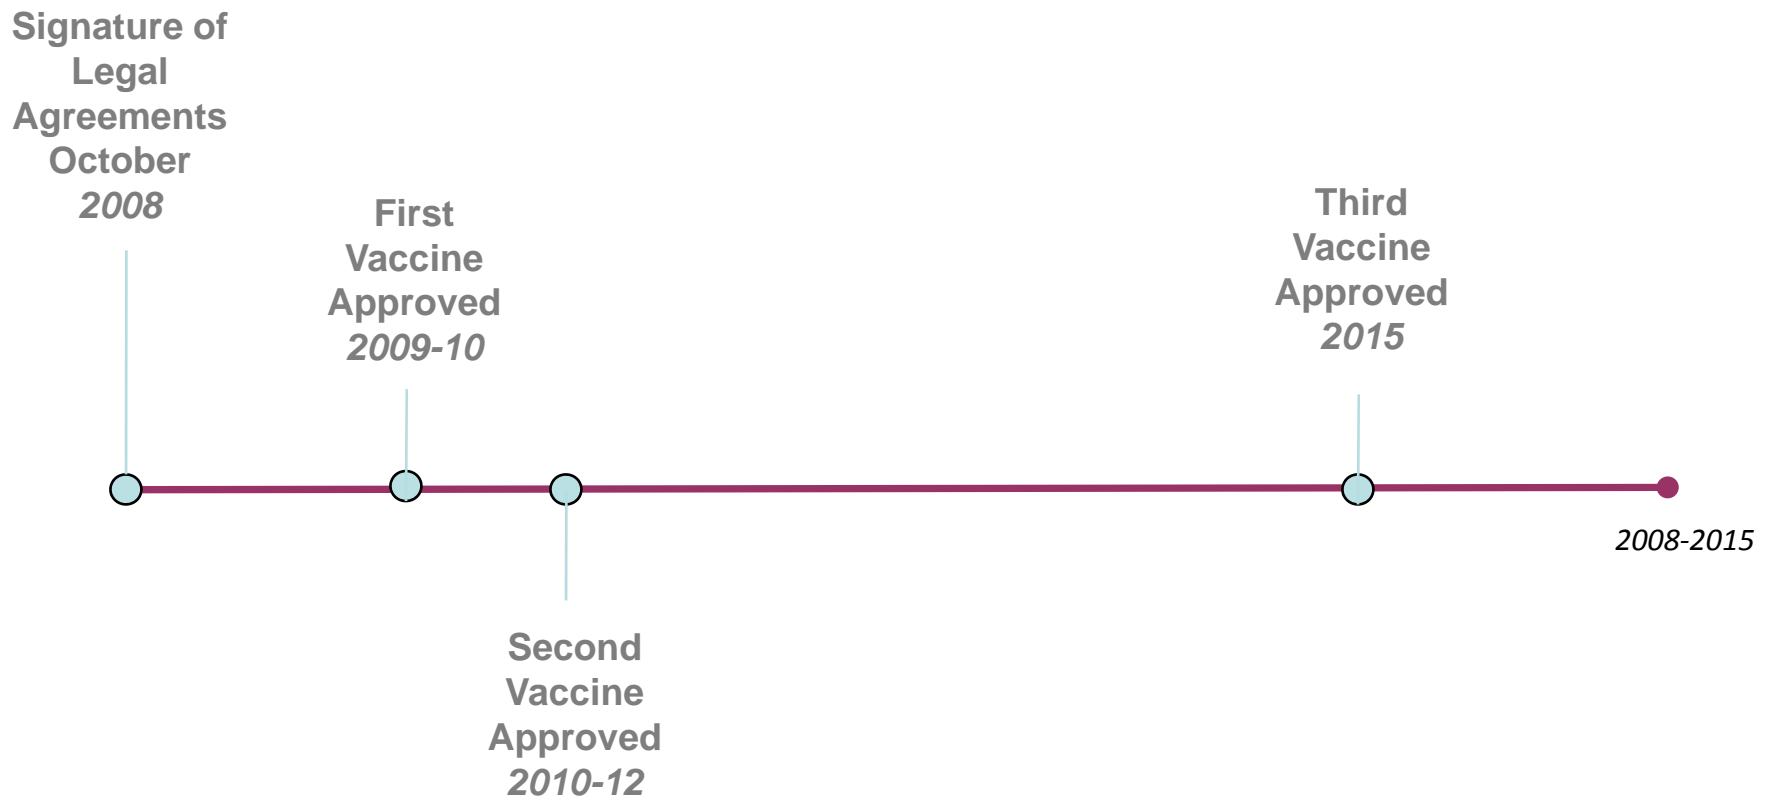 Signature of
Legal
Agreements
October
2008
First
Vaccine
Approved
2009-10
Third
Vaccine
Approved
2015
2008-2015
Second
Vaccine
Approved
2010-12